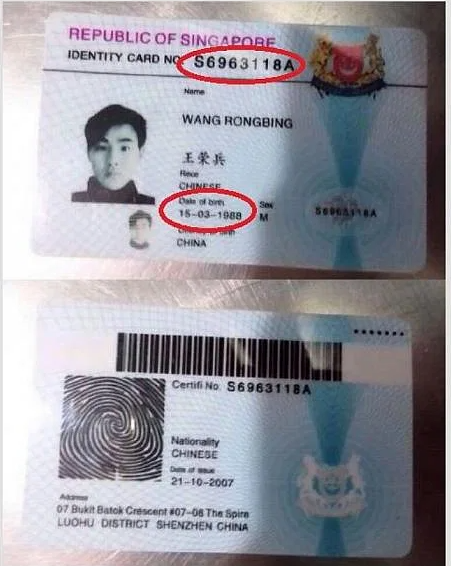 REPUBLIC OF SINGAPORE
IDENTITY CARD NO. S6963118A
Name
WANG RONGBING
王荣兵
Race
CHINESE
Date of birth Sex
15-03-1988 M
S6963118A
Country of birth
CHINA
Certifi No. S6963118A
Nationality
CHINESE
Date of issue
21-10-2007
Address
07 Bukit Batok Crescent #07-08 The Spire
LUOHU DISTRICT SHENZHEN CHINA